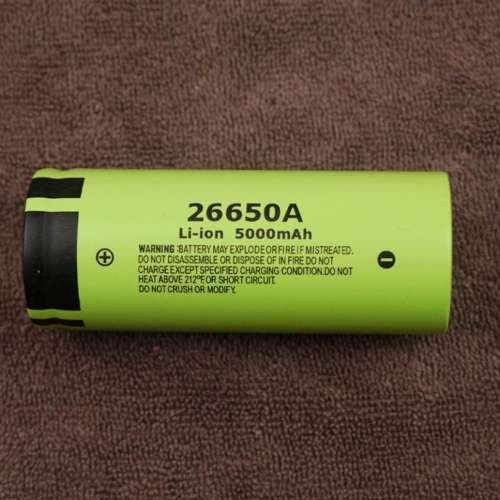 26650A
Li-ion 5000mAh
WARNING :BATTERY MAY EXPLODE OR FIRE IF MISTREATED.
DO NOT DISASSEMBLE OR DISPOSE OF IN FIRE.DO NOT
CHARGE EXCEPT SPECIFIED CHARGING CONDITION.DO NOT
HEAT ABOVE 212°F OR SHORT CIRCUIT.
DO NOT CRUSH OR MODIFY.